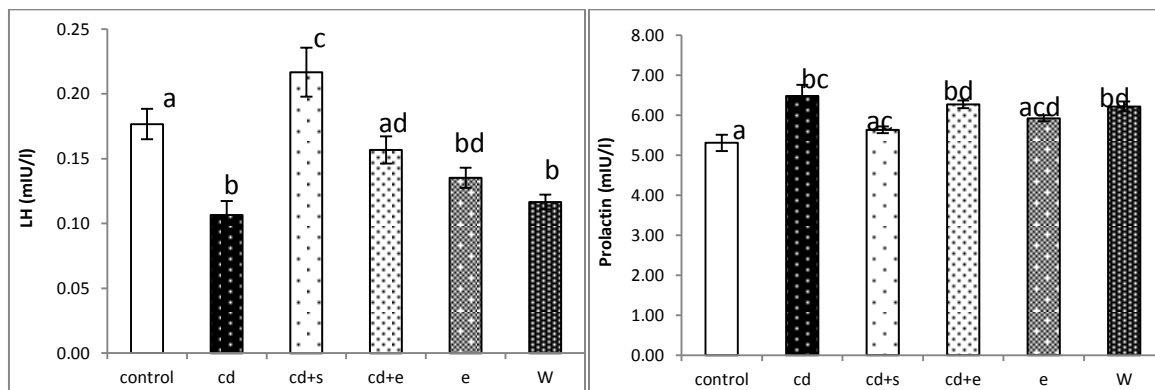 LH (mIU/l)
0.25
0.20
0.15
0.10
0.05
0.00
a
b
c
ad
bd
b
control cd cd+s cd+e e W
Prolactin (mIU/l)
8.00
7.00
6.00
5.00
4.00
3.00
2.00
1.00
0.00
a
bc
ac
bd
acd
bd
control cd cd+s cd+e e W